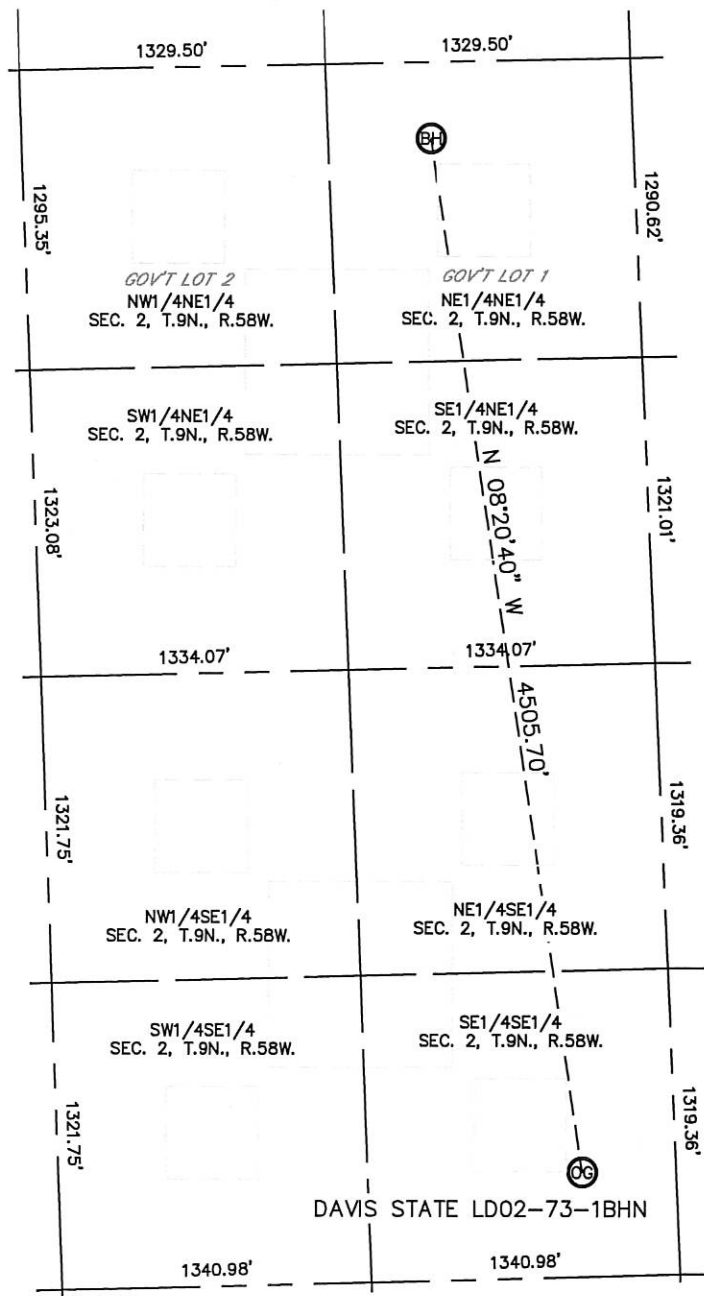 1329.50'
1329.50'
BH
1295.35'
1290.62'
GOV'T LOT 2
NW1/4NE1/4
SEC. 2, T.9N., R.58W.
GOV'T LOT 1
NE1/4NE1/4
SEC. 2, T.9N., R.58W.
SW1/4NE1/4
SEC. 2, T.9N., R.58W.
SE1/4NE1/4
SEC. 2, T.9N., R.58W.
1323.08'
N 08°20'40" W
4505.70'
1321.01'
1334.07'
1334.07'
1321.75'
1319.36'
NW1/4SE1/4
SEC. 2, T.9N., R.58W.
NE1/4SE1/4
SEC. 2, T.9N., R.58W.
SW1/4SE1/4
SEC. 2, T.9N., R.58W.
SE1/4SE1/4
SEC. 2, T.9N., R.58W.
1321.75'
1319.36'
OG
DAVIS STATE LD02-73-1BHN
1340.98'
1340.98'